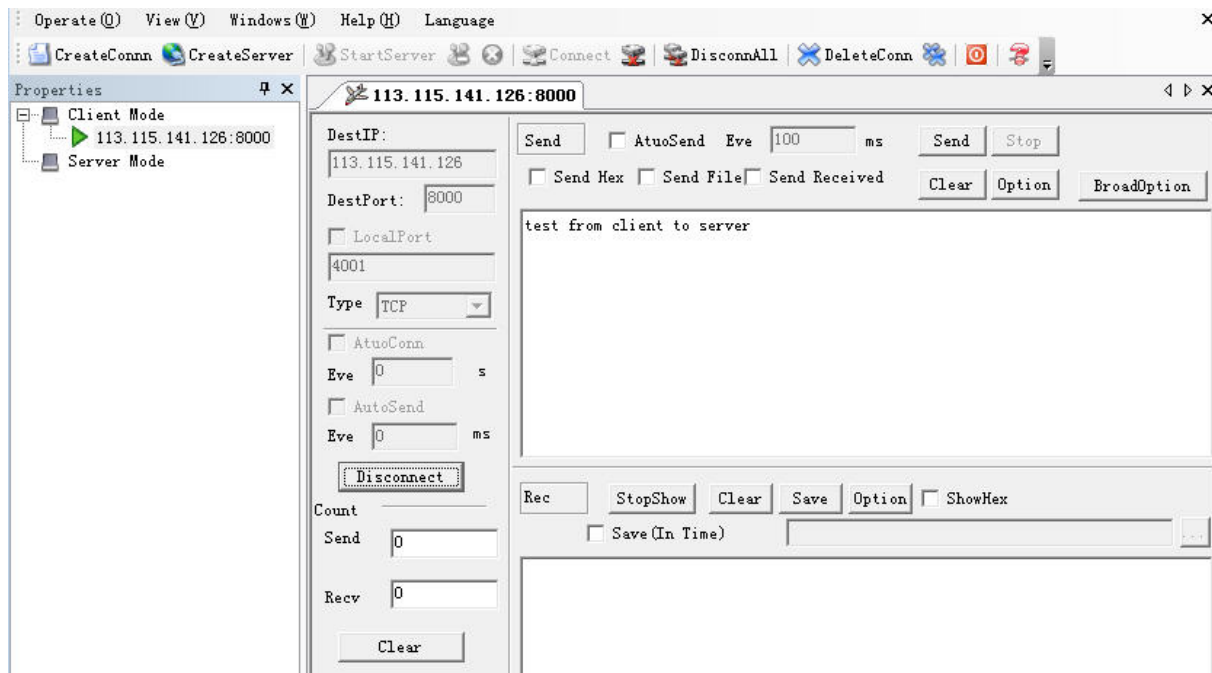 Operate(O) View(V) Windows(W) Help(H) Language
CreateConnn CreateServer StartServer Connect DisconnAll DeleteConn
Properties
Client Mode
113.115.141.126:8000
Server Mode
113.115.141.126:8000
DestIP:
113.115.141.126
DestPort: 8000
LocalPort
4001
Type TCP
AtuoConn
Eve 0 s
AutoSend
Eve 0 ms
Disconnect
Count
Send 0
Recv 0
Clear
Send AtuoSend Eve 100 ms Send Stop
Send Hex Send File Send Received Clear Option BroadOption
test from client to server
Rec StopShow Clear Save Option ShowHex
Save(In Time) ...